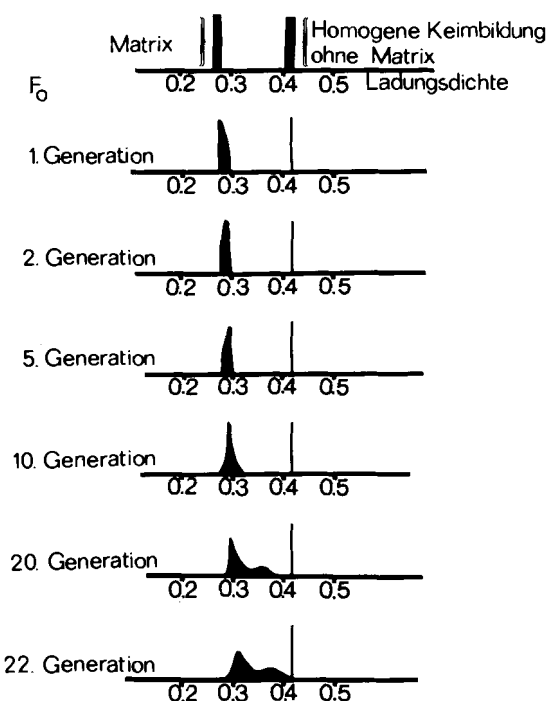 Matrix
Homogene Keimbildung
ohne Matrix
0.2 0.3 0.4 0.5 Ladungsdichte
F₀
1. Generation
0.2 0.3 0.4 0.5
2. Generation
0.2 0.3 0.4 0.5
5. Generation
0.2 0.3 0.4 0.5
10. Generation
0.2 0.3 0.4 0.5
20. Generation
0.2 0.3 0.4 0.5
22. Generation
0.2 0.3 0.4 0.5